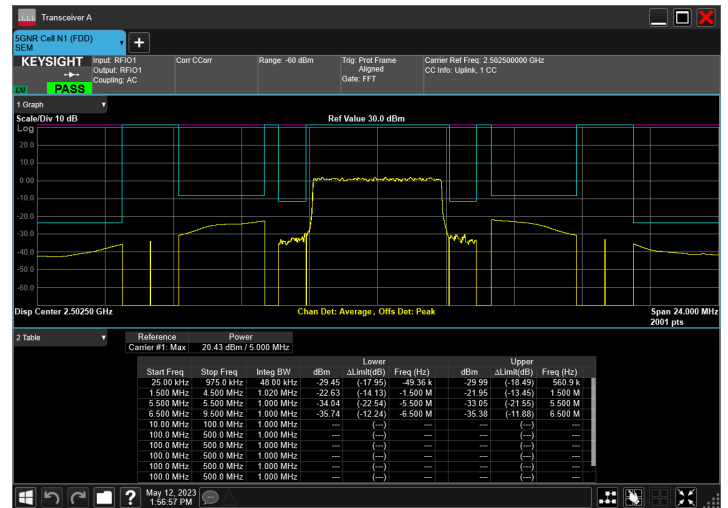 Transceiver A
5GNR Cell N1 (FDD)
SEM
KEYSIGHT
LXI
PASS
Input: RFIO1
Output: RFIO1
Coupling: AC
Corr CCorr
Range: -60 dBm
Trig: Prot Frame
Aligned
Gate: FFT
Carrier Ref Freq: 2.502500000 GHz
CC Info: Uplink, 1 CC
1 Graph
Scale/Div 10 dB
Ref Value 30.0 dBm
Log
20.0
10.0
0.00
-10.0
-20.0
-30.0
-40.0
-50.0
-60.0
Disp Center 2.50250 GHz
Chan Det: Average, Offs Det: Peak
Span 24.000 MHz
2001 pts
2 Table
Reference Power
Carrier #1: Max 20.43 dBm / 5.000 MHz
Lower Upper
Start Freq Stop Freq Integ BW dBm ΔLimit(dB) Freq (Hz) dBm ΔLimit(dB) Freq (Hz)
25.00 kHz 975.0 kHz 48.00 kHz -29.45 (-17.95) -49.36 k -29.99 (-18.49) 560.9 k
1.500 MHz 4.500 MHz 1.020 MHz -22.63 (-14.13) -1.500 M -21.95 (-13.45) 1.500 M
5.500 MHz 5.500 MHz 1.000 MHz -34.04 (-22.54) -5.500 M -33.05 (-21.55) 5.500 M
6.500 MHz 9.500 MHz 1.000 MHz -35.74 (-12.24) -6.500 M -35.38 (-11.88) 6.500 M
10.00 MHz 100.0 MHz 1.000 MHz --- (---) --- --- (---) ---
100.0 MHz 500.0 MHz 1.000 MHz --- (---) --- --- (---) ---
100.0 MHz 500.0 MHz 1.000 MHz --- (---) --- --- (---) ---
100.0 MHz 500.0 MHz 1.000 MHz --- (---) --- --- (---) ---
100.0 MHz 500.0 MHz 1.000 MHz --- (---) --- --- (---) ---
100.0 MHz 500.0 MHz 1.000 MHz --- (---) --- --- (---) ---
May 12, 2023
1:56:57 PM